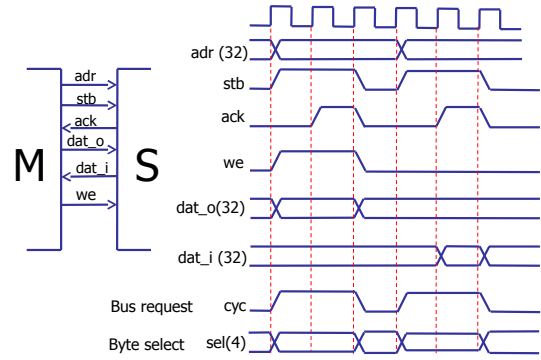 adr
stb
ack
dat_o
dat_i
we
M
S
adr (32)
stb
ack
we
dat_o(32)
dat_i (32)
Bus request cyc
Byte select sel(4)